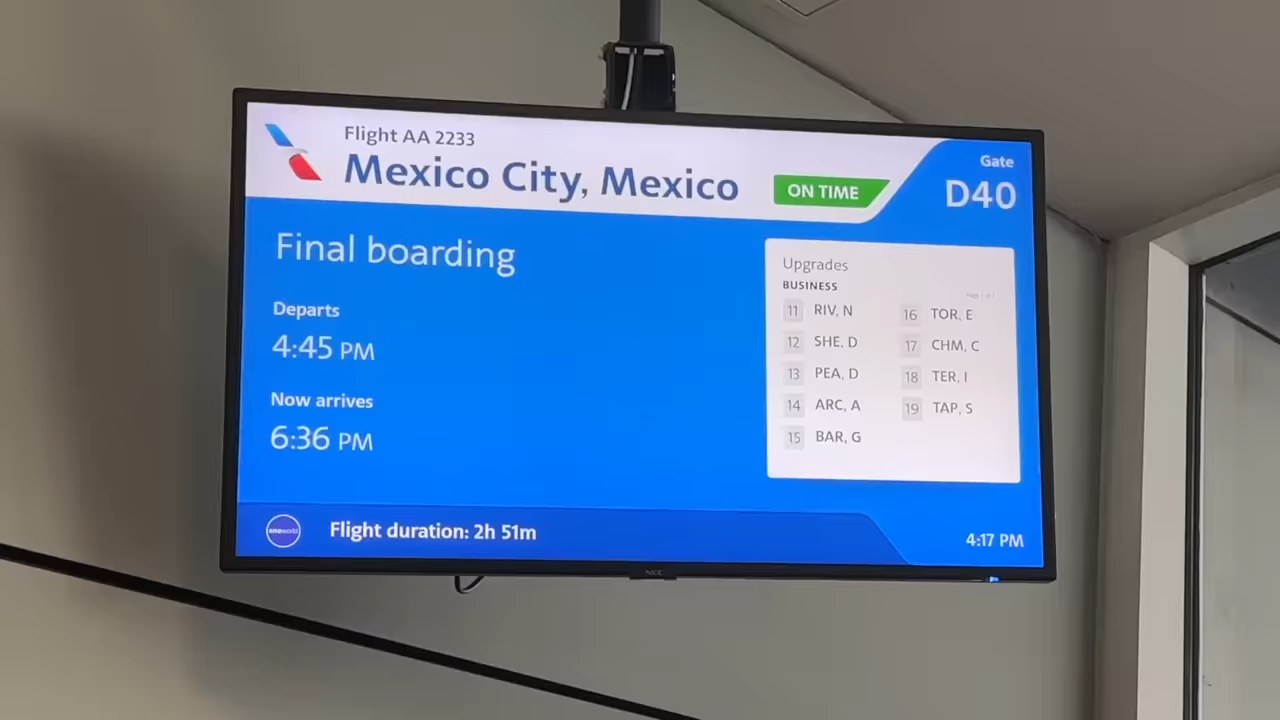 Flight AA 2233
Mexico City, Mexico
ON TIME
Gate
D40
Final boarding
Departs
4:45 PM
Now arrives
6:36 PM
Upgrades
BUSINESS
11 RIV, N
12 SHE, D
13 PEA, D
14 ARC, A
15 BAR, G
16 TOR, E
17 CHM, C
18 TER, I
19 TAP, S
oneworld
Flight duration: 2h 51m
4:17 PM
NEC